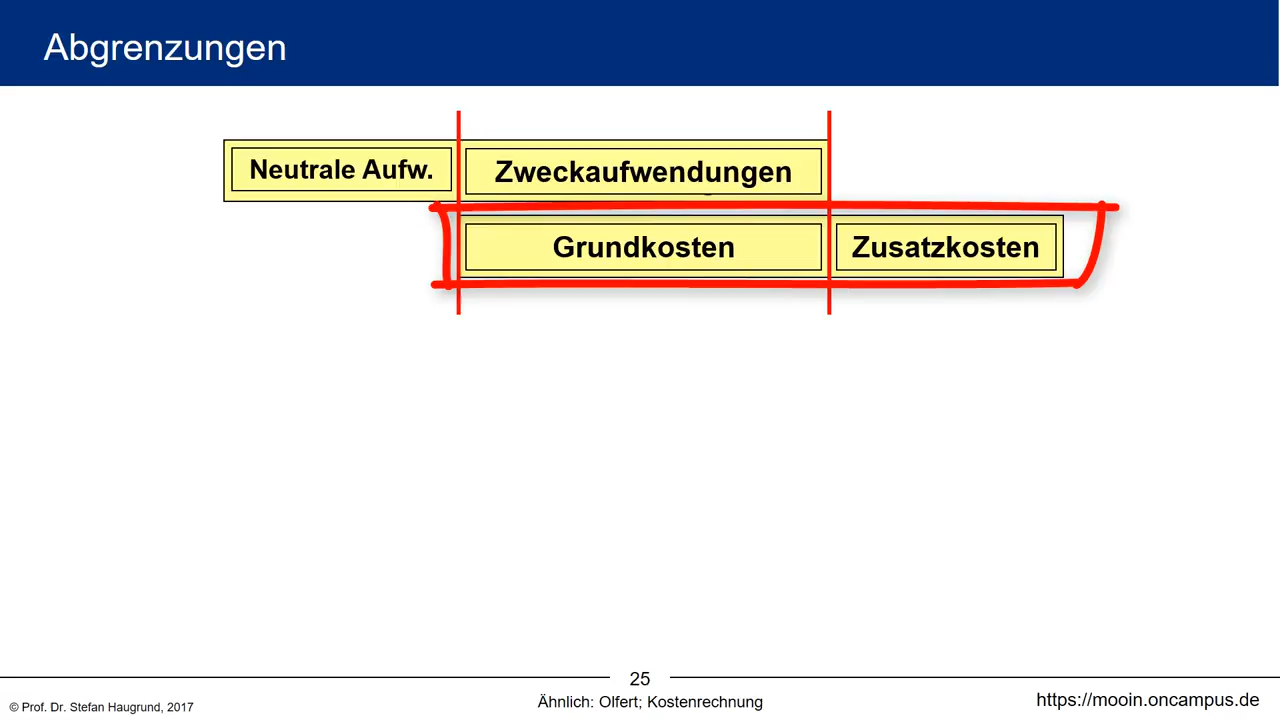 Abgrenzungen
Neutrale Aufw.
Zweckaufwendungen
Grundkosten
Zusatzkosten
25
© Prof. Dr. Stefan Haugrund, 2017
Ähnlich: Olfert; Kostenrechnung
https://mooin.oncampus.de